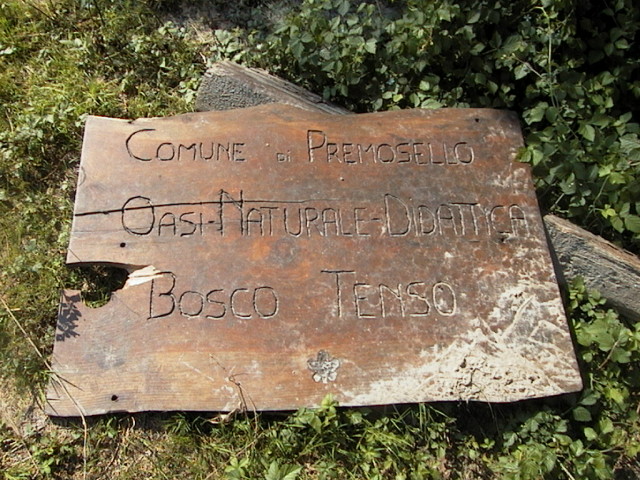 COMUNE DI PREMOSELLO
OASI-NATURALE-DIDATTICA
BOSCO TENSO